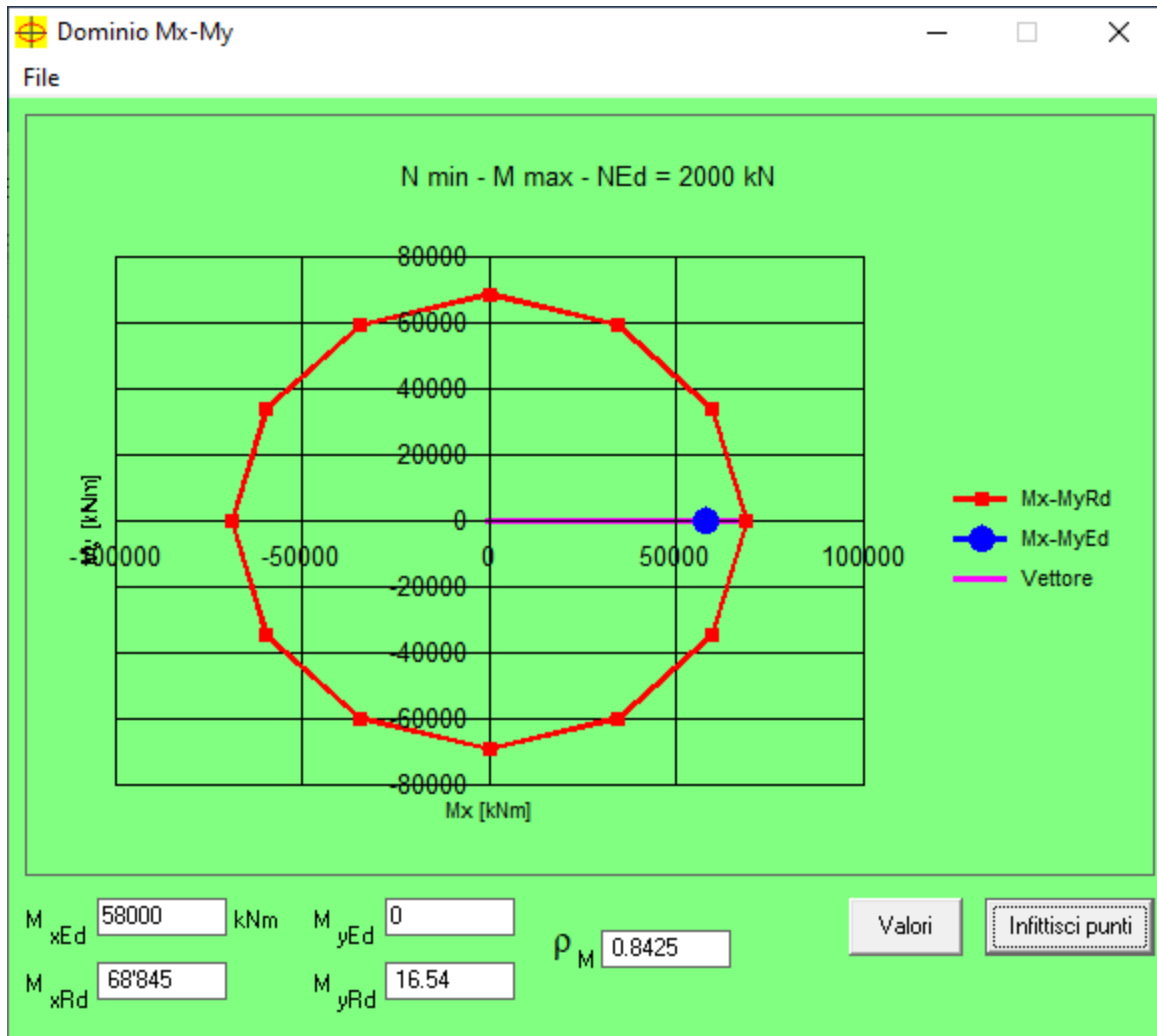 Dominio Mx-My
File
N min - M max - NEd = 2000 kN
80000
60000
40000
20000
0
-100000 -50000 0 50000 100000
-20000
-40000
-60000
-80000
[kNm]
Mx [kNm]
Mx-MyRd
Mx-MyEd
Vettore
M xEd 58000 kNm M yEd 0
ρ M 0.8425
Valori Infittisci punti
M xRd 68'845 M yRd 16.54